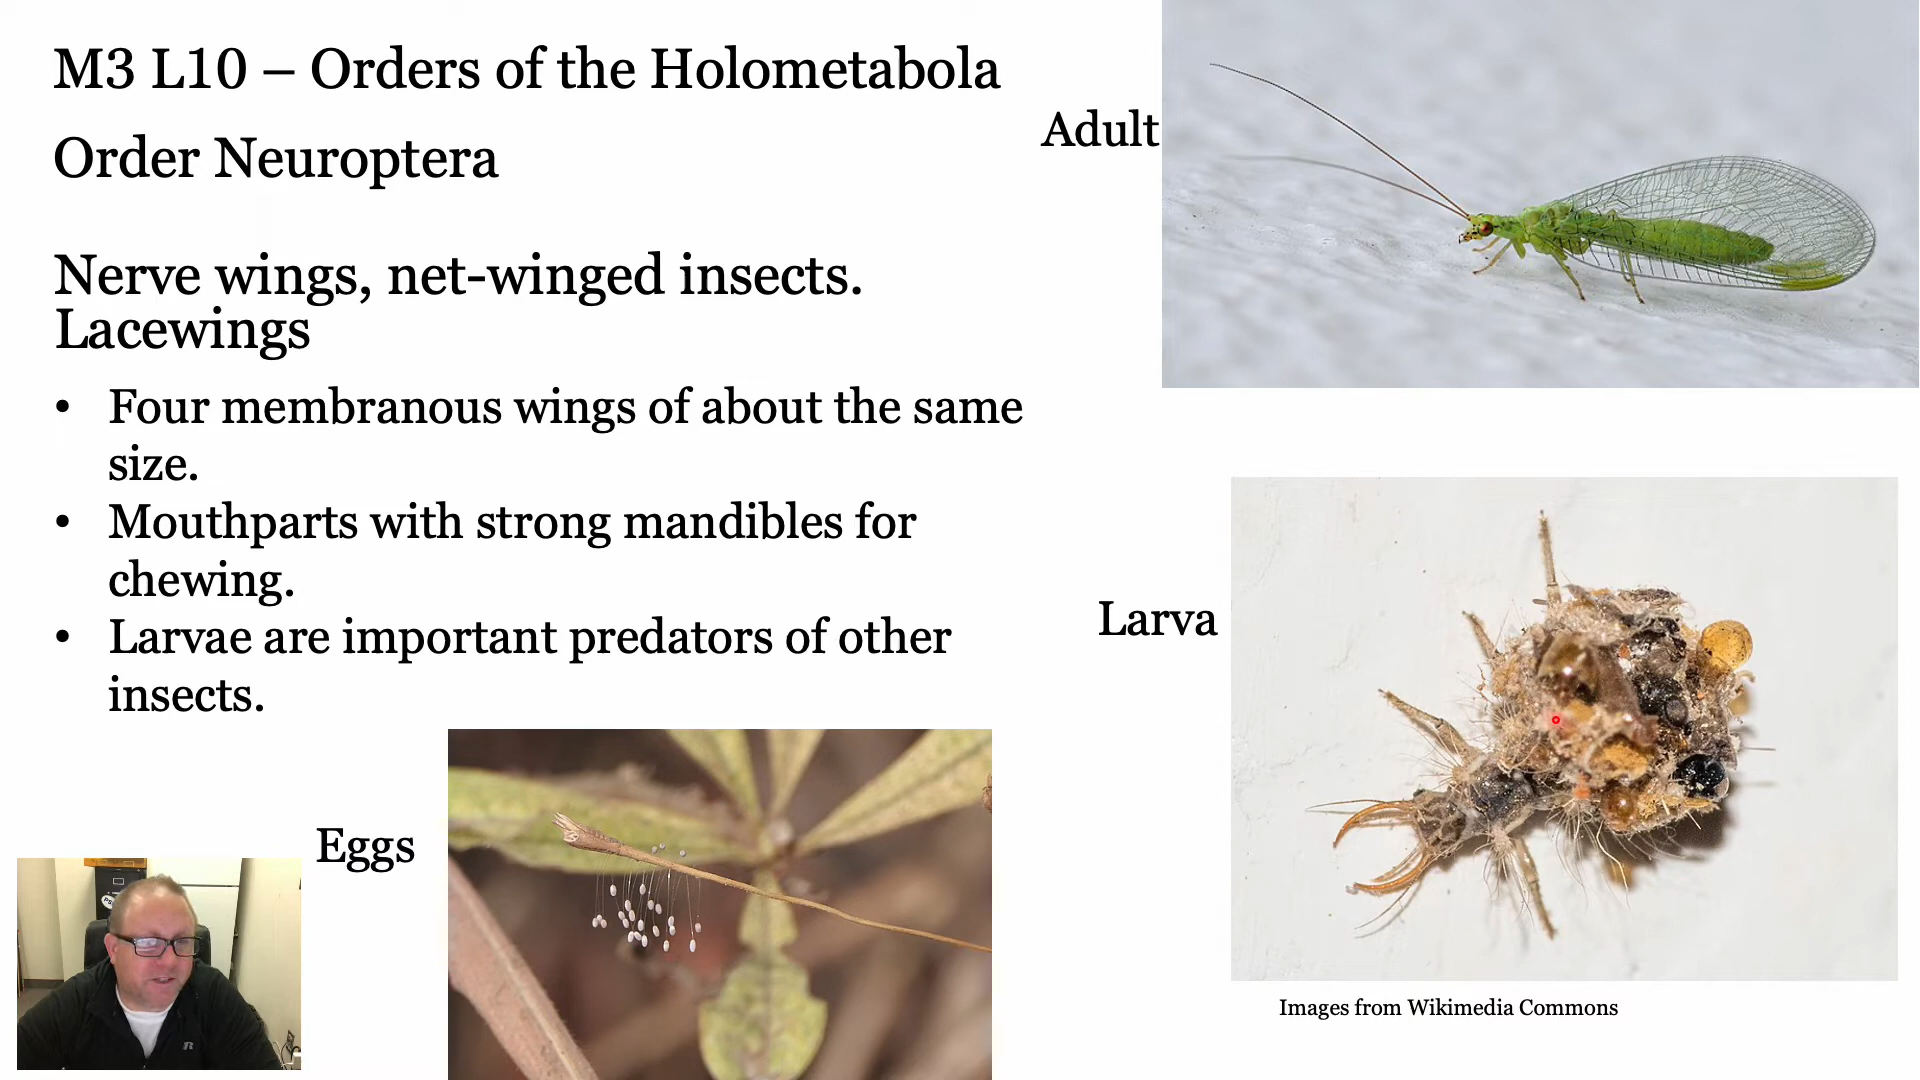 M3 L10 – Orders of the Holometabola
Order Neuroptera
Nerve wings, net-winged insects.
Lacewings
• Four membranous wings of about the same
size.
• Mouthparts with strong mandibles for
chewing.
• Larvae are important predators of other
insects.
Adult
Larva
Eggs
Images from Wikimedia Commons